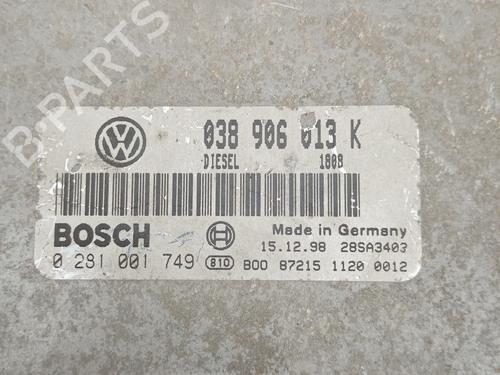 B-PARTS
038 906 013 K
DIESEL 1809
BOSCH
Made in Germany
15.12.98 28SA3403
0 281 001 749 810 B00 87215 1120 0012